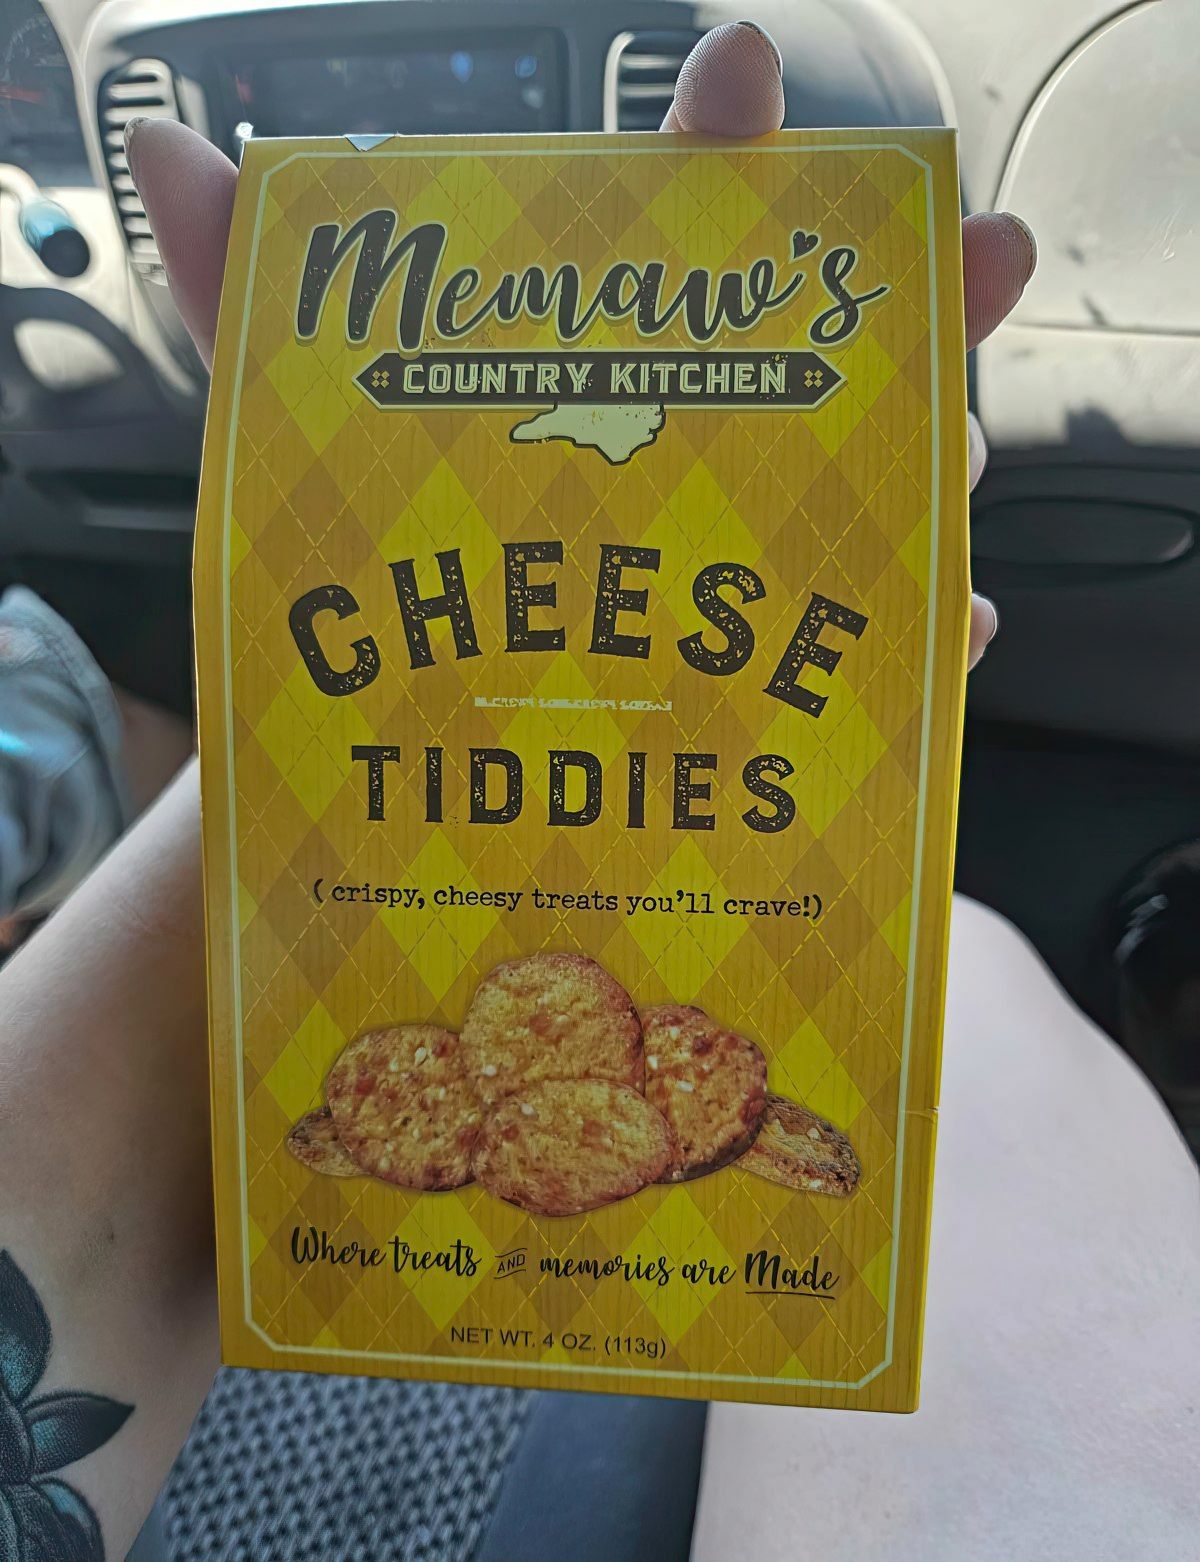 Memaw's
COUNTRY KITCHEN
CHEESE
TIDDIES
( crispy, cheesy treats you'll crave!)
Where treats AND memories are Made
NET WT. 4 OZ. (113g)